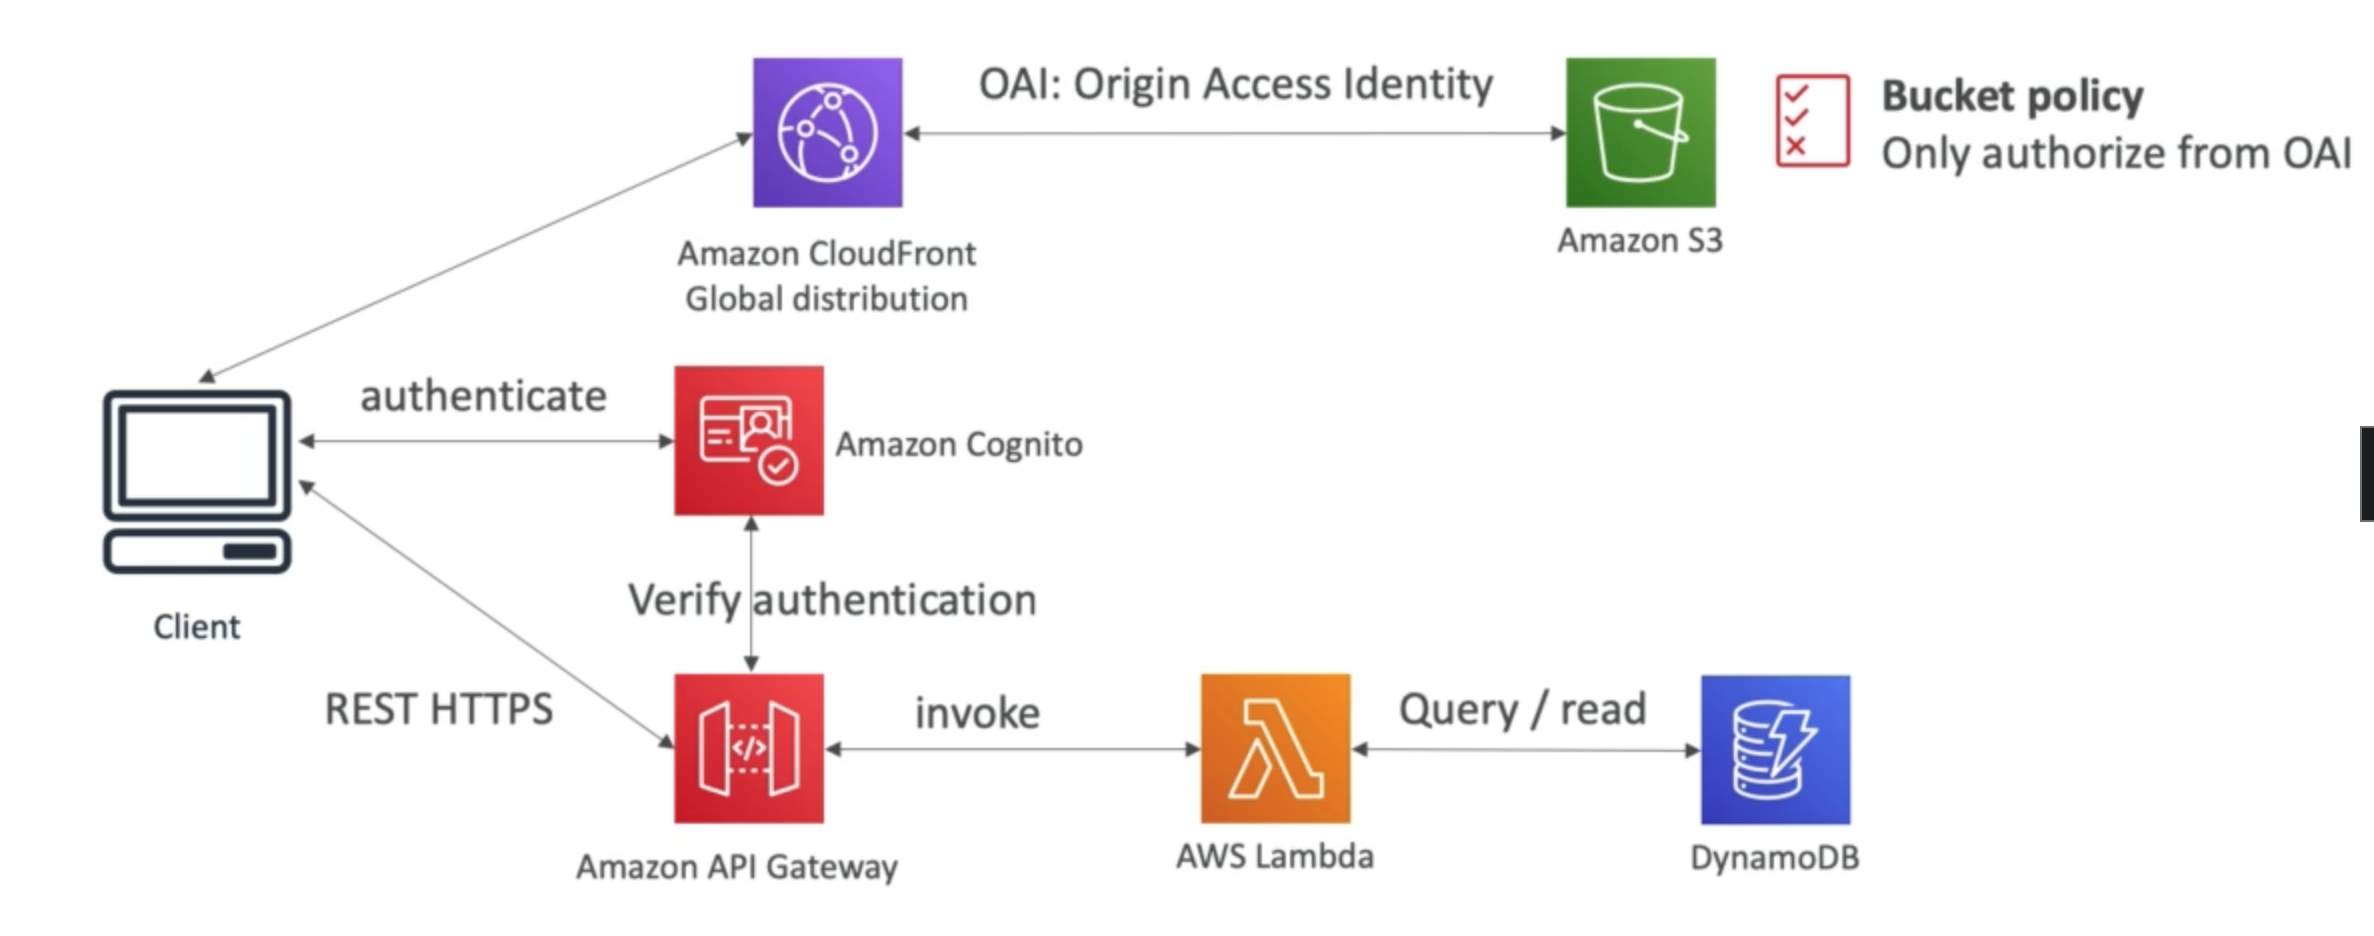 OAI: Origin Access Identity
Bucket policy
Only authorize from OAI
Amazon CloudFront
Global distribution
Amazon S3
authenticate
Amazon Cognito
Verify authentication
Client
REST HTTPS
invoke
Query / read
</>
Amazon API Gateway
AWS Lambda
DynamoDB